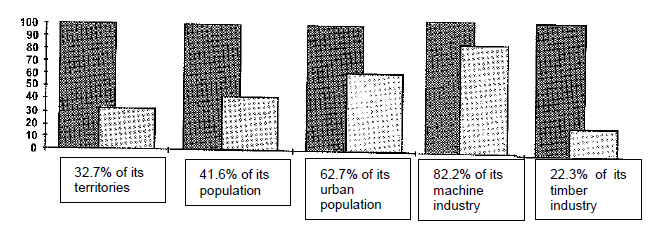 100
90
80
70
60
50
40
30
20
10
0
32.7% of its
territories
41.6% of its
population
62.7% of its
urban
population
82.2% of its
machine
industry
22.3% of its
timber
industry